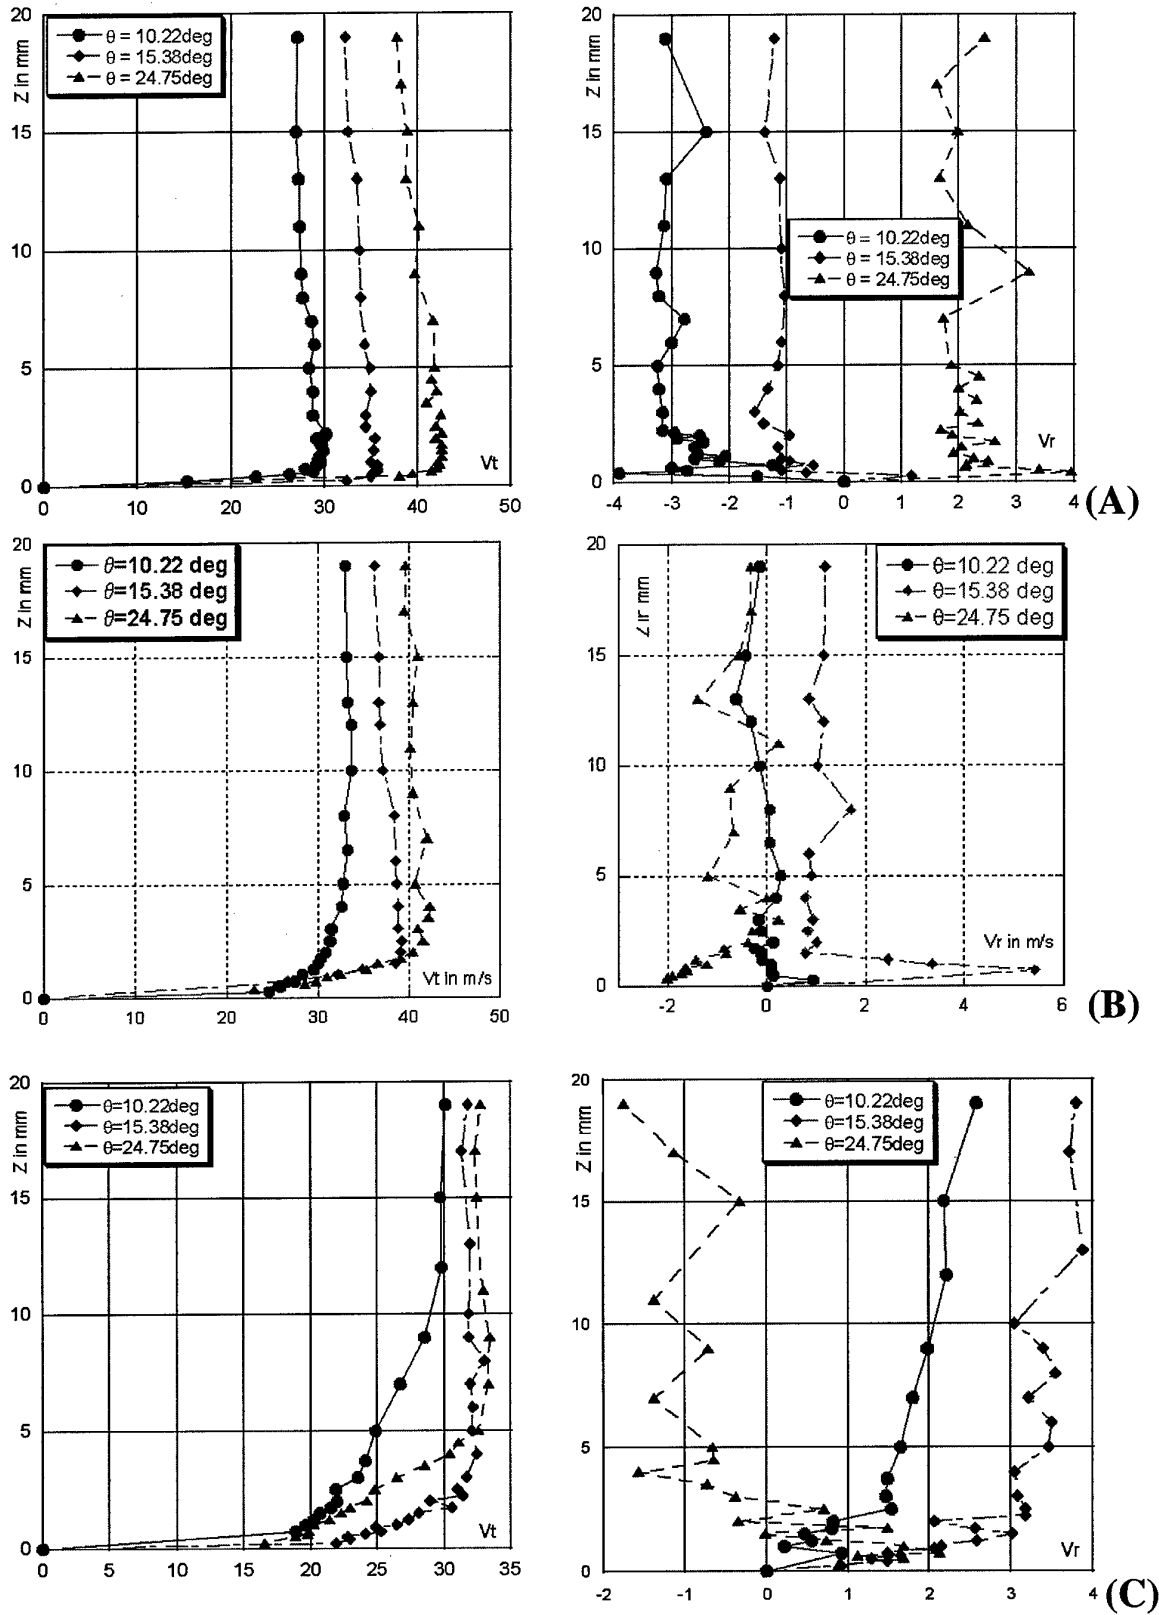 20
15
10
5
0
Z in mm
θ = 10.22deg
θ = 15.38deg
θ = 24.75deg
Vt
0 10 20 30 40 50
20
15
10
5
0
Z in mm
θ = 10.22deg
θ = 15.38deg
θ = 24.75deg
Vr
-4 -3 -2 -1 0 1 2 3 4
(A)
20
15
10
5
0
Z in mm
θ=10.22 deg
θ=15.38 deg
θ=24.75 deg
Vt in m/s
0 10 20 30 40 50
20
15
10
5
0
Z in mm
θ=10.22 deg
θ=15.38 deg
θ=24.75 deg
Vr in m/s
-2 0 2 4 6
(B)
20
15
10
5
0
Z in mm
θ=10.22deg
θ=15.38deg
θ=24.75deg
Vt
0 5 10 15 20 25 30 35
20
15
10
5
0
Z in mm
θ=10.22deg
θ=15.38deg
θ=24.75deg
Vr
-2 -1 0 1 2 3 4
(C)